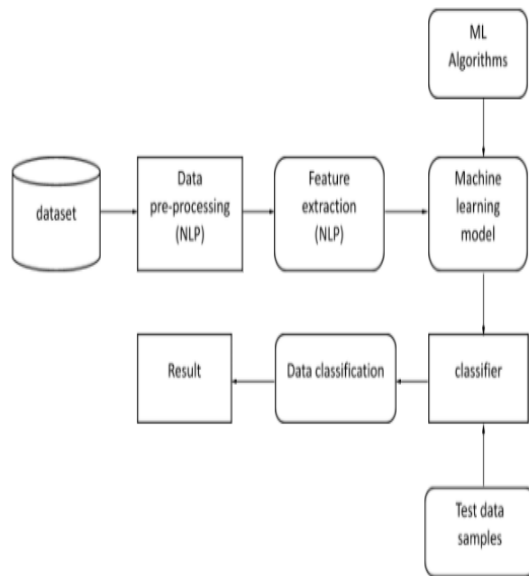 ML
Algorithms
dataset
Data
pre-processing
(NLP)
Feature
extraction
(NLP)
Machine
learning
model
Result
Data classification
classifier
Test data
samples